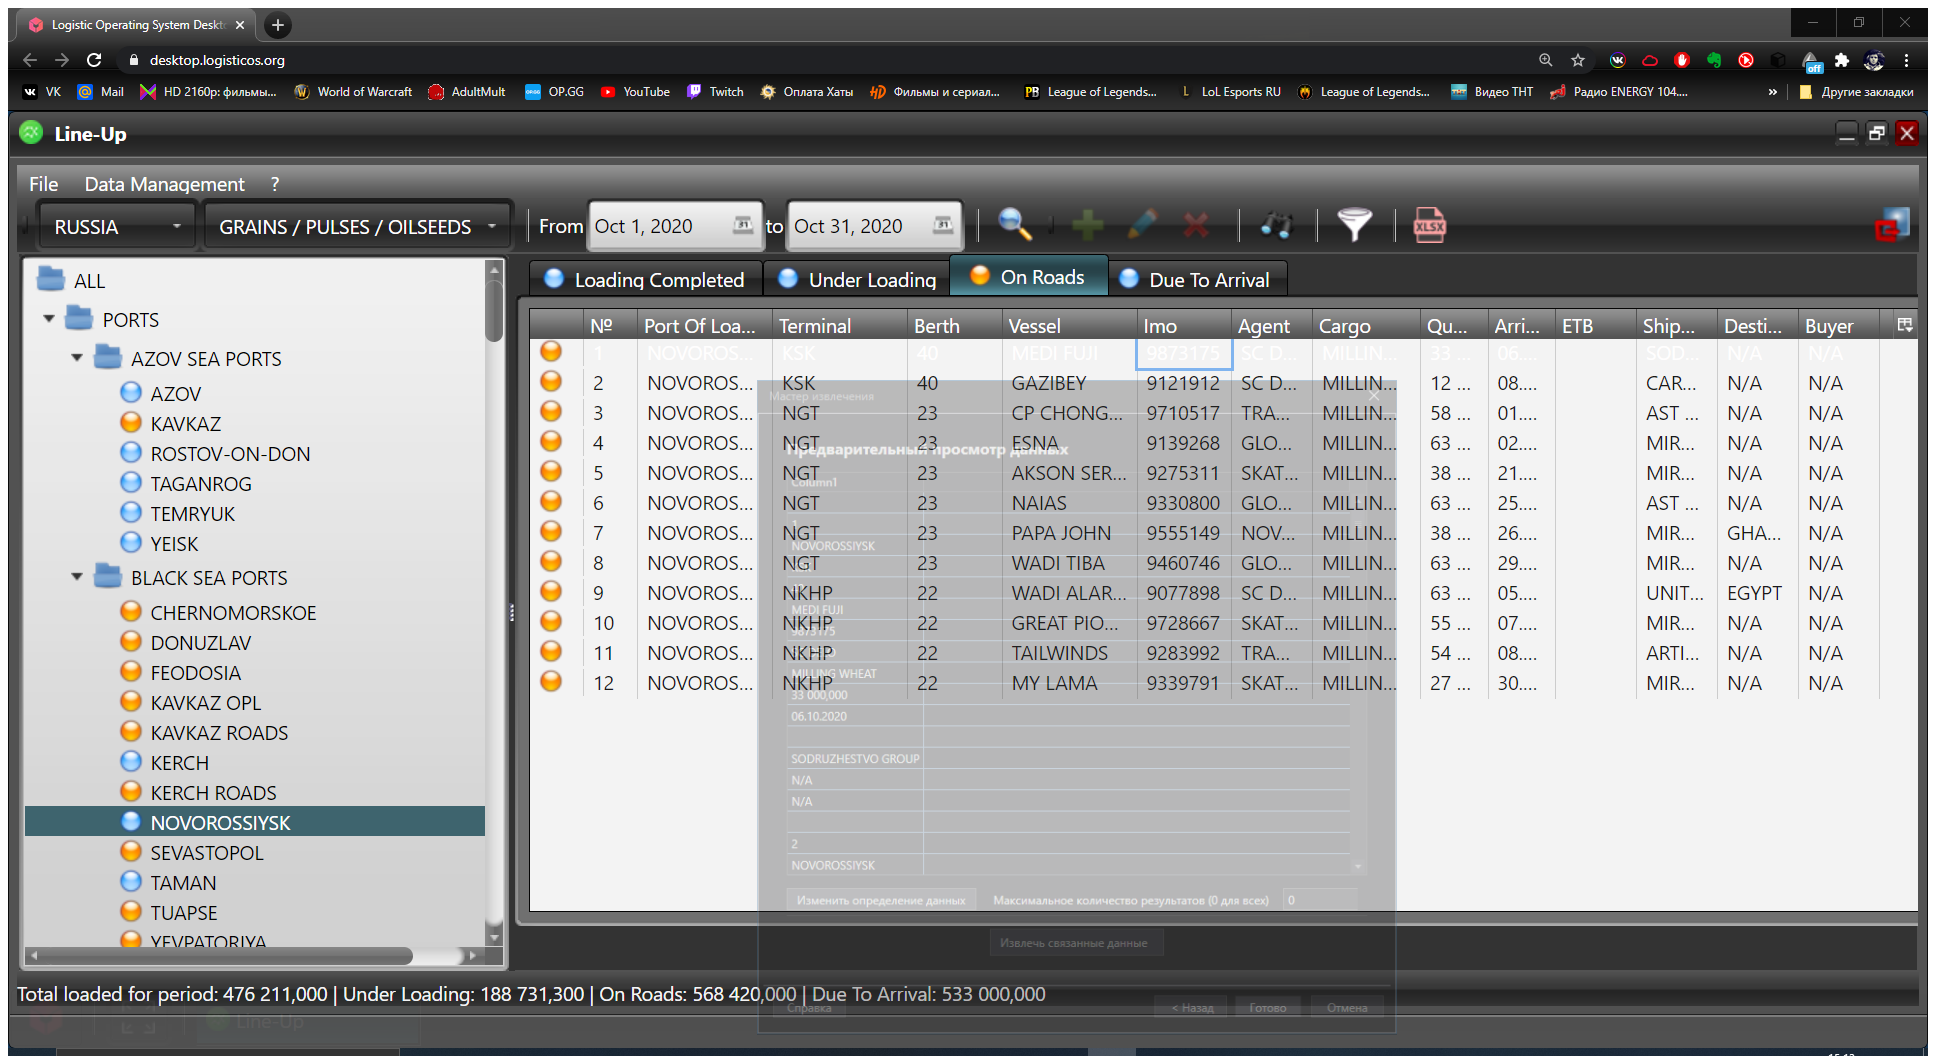 Logistic Operating System Deskt
desktop.logisticos.org
VK Mail HD 2160p: фильмы... World of Warcraft AdultMult OP.GG YouTube Twitch Оплата Хаты Фильмы и сериал... League of Legends... LoL Esports RU League of Legends... Видео ТНТ Радио ENERGY 104.... » Другие закладки
Line-Up
File Data Management ?
RUSSIA GRAINS / PULSES / OILSEEDS From Oct 1, 2020 to Oct 31, 2020 XLSX
Loading Completed Under Loading On Roads Due To Arrival
ALL
PORTS
AZOV SEA PORTS
AZOV
KAVKAZ
ROSTOV-ON-DON
TAGANROG
TEMRYUK
YEISK
BLACK SEA PORTS
CHERNOMORSKOE
DONUZLAV
FEODOSIA
KAVKAZ OPL
KAVKAZ ROADS
KERCH
KERCH ROADS
NOVOROSSIYSK
SEVASTOPOL
TAMAN
TUAPSE
YEVPATORIYA
№ Port Of Loa... Terminal Berth Vessel Imo Agent Cargo Qu... Arri... ETB Ship... Desti... Buyer
1 NOVOROS... KSK 40 MEDI FUJI 9873175 SC D... MILLIN... 33 ... 06.... SOD... N/A N/A
2 NOVOROS... KSK 40 GAZIBEY 9121912 SC D... MILLIN... 12 ... 08.... CAR... N/A N/A
3 NOVOROS... NGT 23 CP CHONG... 9710517 TRA... MILLIN... 58 ... 01.... AST ... N/A N/A
4 NOVOROS... NGT 23 ESNA 9139268 GLO... MILLIN... 63 ... 02.... MIR... N/A N/A
5 NOVOROS... NGT 23 AKSON SER... 9275311 SKAT... MILLIN... 38 ... 21.... MIR... N/A N/A
6 NOVOROS... NGT 23 NAIAS 9330800 GLO... MILLIN... 63 ... 25.... AST ... N/A N/A
7 NOVOROS... NGT 23 PAPA JOHN 9555149 NOV... MILLIN... 38 ... 26.... MIR... GHA... N/A
8 NOVOROS... NGT 23 WADI TIBA 9460746 GLO... MILLIN... 63 ... 29.... MIR... N/A N/A
9 NOVOROS... NKHP 22 WADI ALAR... 9077898 SC D... MILLIN... 63 ... 05.... UNIT... EGYPT N/A
10 NOVOROS... NKHP 22 GREAT PIO... 9728667 SKAT... MILLIN... 55 ... 07.... MIR... N/A N/A
11 NOVOROS... NKHP 22 TAILWINDS 9283992 TRA... MILLIN... 54 ... 08.... ARTI... N/A N/A
12 NOVOROS... NKHP 22 MY LAMA 9339791 SKAT... MILLIN... 27 ... 30.... MIR... N/A N/A
Мастер извлечения
Предварительный просмотр данных
Column1
1
NOVOROSSIYSK
MEDI FUJI
9873175
MILLING WHEAT
33 000,000
06.10.2020
SODRUZHESTVO GROUP
N/A
N/A
2
NOVOROSSIYSK
Изменить определение данных Максимальное количество результатов (0 для всех) 0
Извлечь связанные данные
Справка < Назад Готово Отмена
Total loaded for period: 476 211,000 | Under Loading: 188 731,300 | On Roads: 568 420,000 | Due To Arrival: 533 000,000
Line-Up